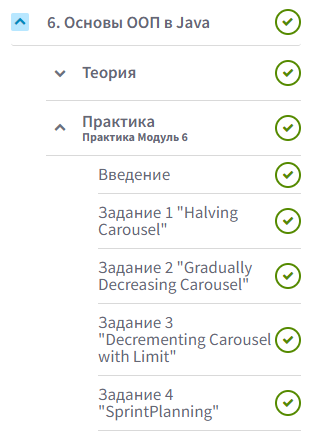 6. Основы ООП в Java
Теория
Практика
Практика Модуль 6
Введение
Задание 1 "Halving
Carousel"
Задание 2 "Gradually
Decreasing Carousel"
Задание 3
"Decrementing Carousel
with Limit"
Задание 4
"SprintPlanning"